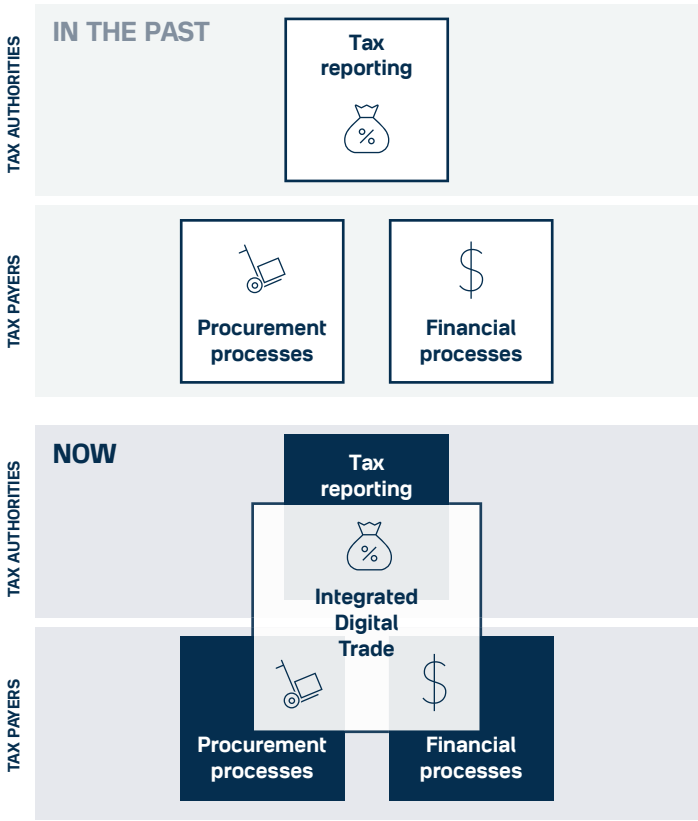 IN THE PAST
TAX AUTHORITIES
Tax
reporting
%
TAX PAYERS
Procurement
processes
$
Financial
processes
NOW
TAX AUTHORITIES
Tax
reporting
%
Integrated
Digital
Trade
TAX PAYERS
$
Procurement
processes
Financial
processes